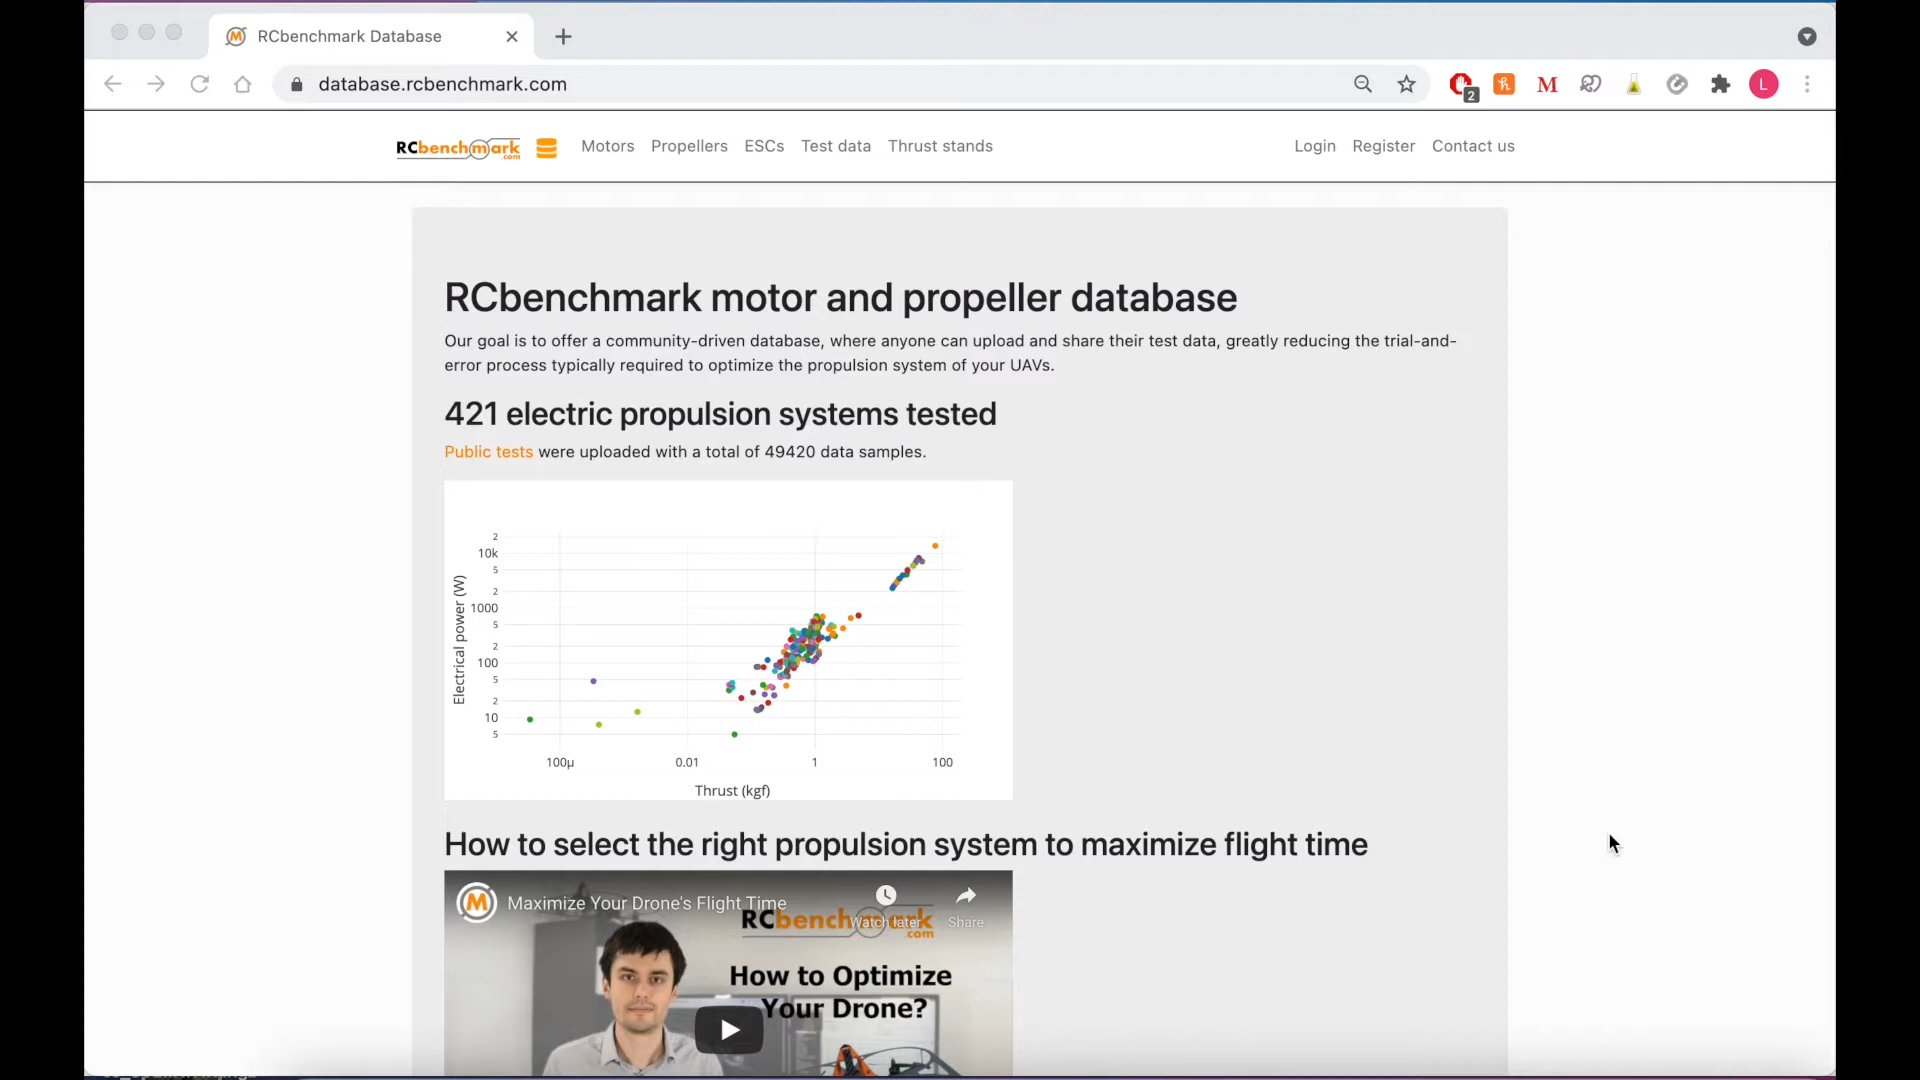 RCbenchmark Database
database.rcbenchmark.com
2
L
RCbenchmark
.com
Motors Propellers ESCs Test data Thrust stands Login Register Contact us
RCbenchmark motor and propeller database
Our goal is to offer a community-driven database, where anyone can upload and share their test data, greatly reducing the trial-and-
error process typically required to optimize the propulsion system of your UAVs.
421 electric propulsion systems tested
Public tests were uploaded with a total of 49420 data samples.
2
10k
5
2
1000
5
2
100
5
2
10
5
Electrical power (W)
100μ 0.01 1 100
Thrust (kgf)
How to select the right propulsion system to maximize flight time
Maximize Your Drone's Flight Time
Watch later Share
RCbenchmark
.com
How to Optimize
Your Drone?